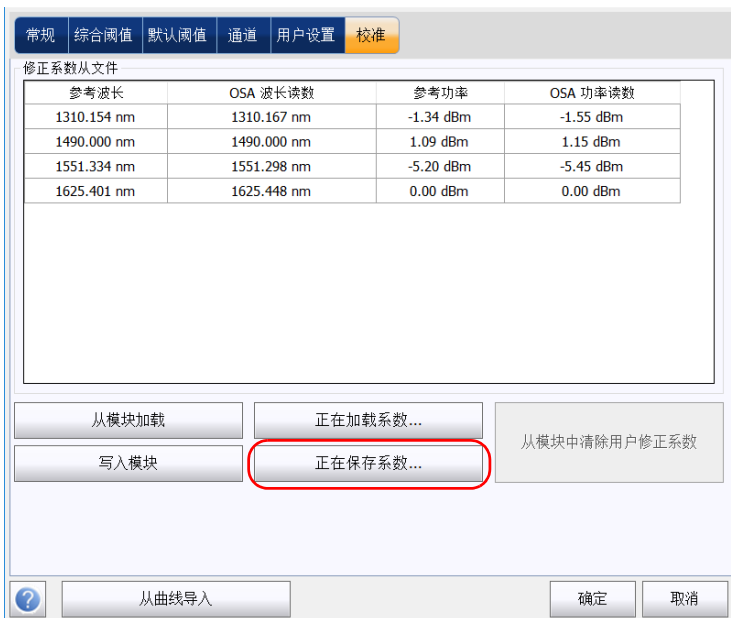 常规 综合阈值 默认阈值 通道 用户设置 校准
修正系数从文件
参考波长 OSA 波长读数 参考功率 OSA 功率读数
1310.154 nm 1310.167 nm -1.34 dBm -1.55 dBm
1490.000 nm 1490.000 nm 1.09 dBm 1.15 dBm
1551.334 nm 1551.298 nm -5.20 dBm -5.45 dBm
1625.401 nm 1625.448 nm 0.00 dBm 0.00 dBm
从模块加载 正在加载系数...
从模块中清除用户修正系数
写入模块 正在保存系数...
? 从曲线导入 确定 取消